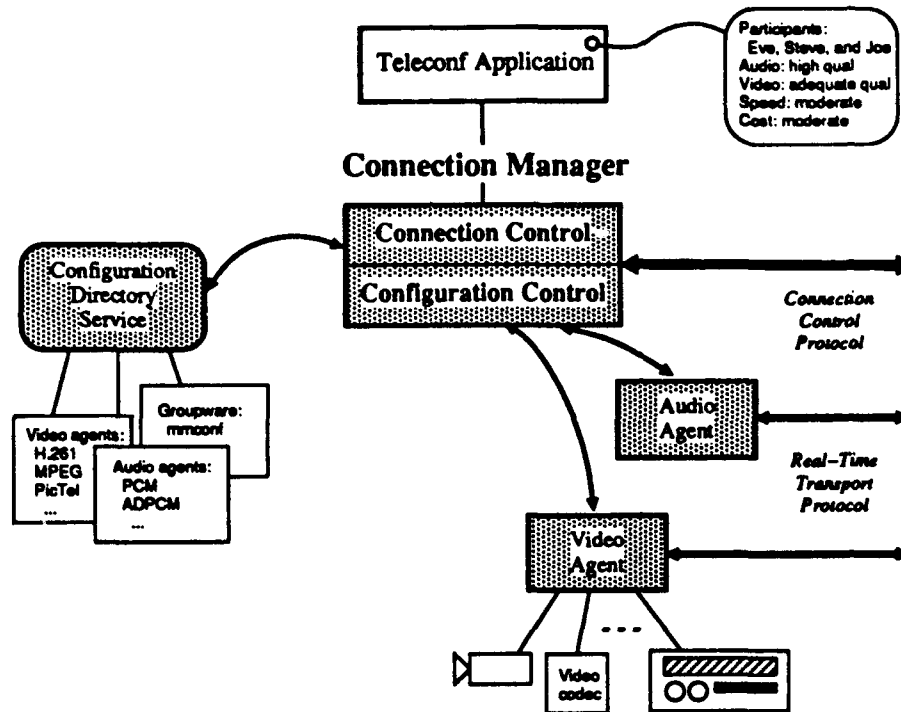 Teleconf Application
Participants:
Eve, Steve, and Joe
Audio: high qual
Video: adequate qual
Speed: moderate
Cost: moderate
Connection Manager
Connection Control
Configuration Control
Configuration
Directory
Service
Connection
Control
Protocol
Groupware:
mmconf
Video agents:
H.261
MPEG
PicTel
...
Audio agents:
PCM
ADPCM
...
Audio
Agent
Real-Time
Transport
Protocol
Video
Agent
- - -
Video
codec